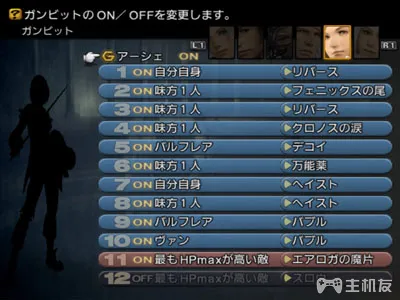 ガンビットのON/OFFを変更します。
ガンビット
L1 R1
G アーシェ ON
1 ON 自分自身 リバース
2 ON 味方1人 フェニックスの尾
3 ON 味方1人 リバース
4 ON 味方1人 クロノスの涙
5 ON バルフレア デコイ
6 ON 味方1人 万能薬
7 ON 自分自身 ヘイスト
8 ON 味方1人 ヘイスト
9 ON バルフレア バブル
10 ON ヴァン バブル
11 ON 最もHPmaxが高い敵 エアロガの魔片
12 OFF 最もHPmaxが高い敵 スロウ
主机友